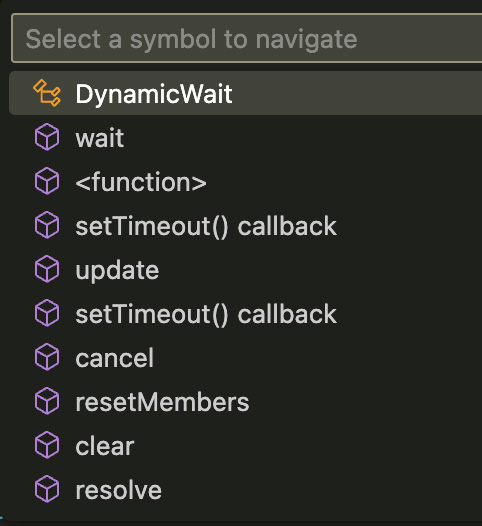 Select a symbol to navigate
DynamicWait
wait
<function>
setTimeout() callback
update
setTimeout() callback
cancel
resetMembers
clear
resolve